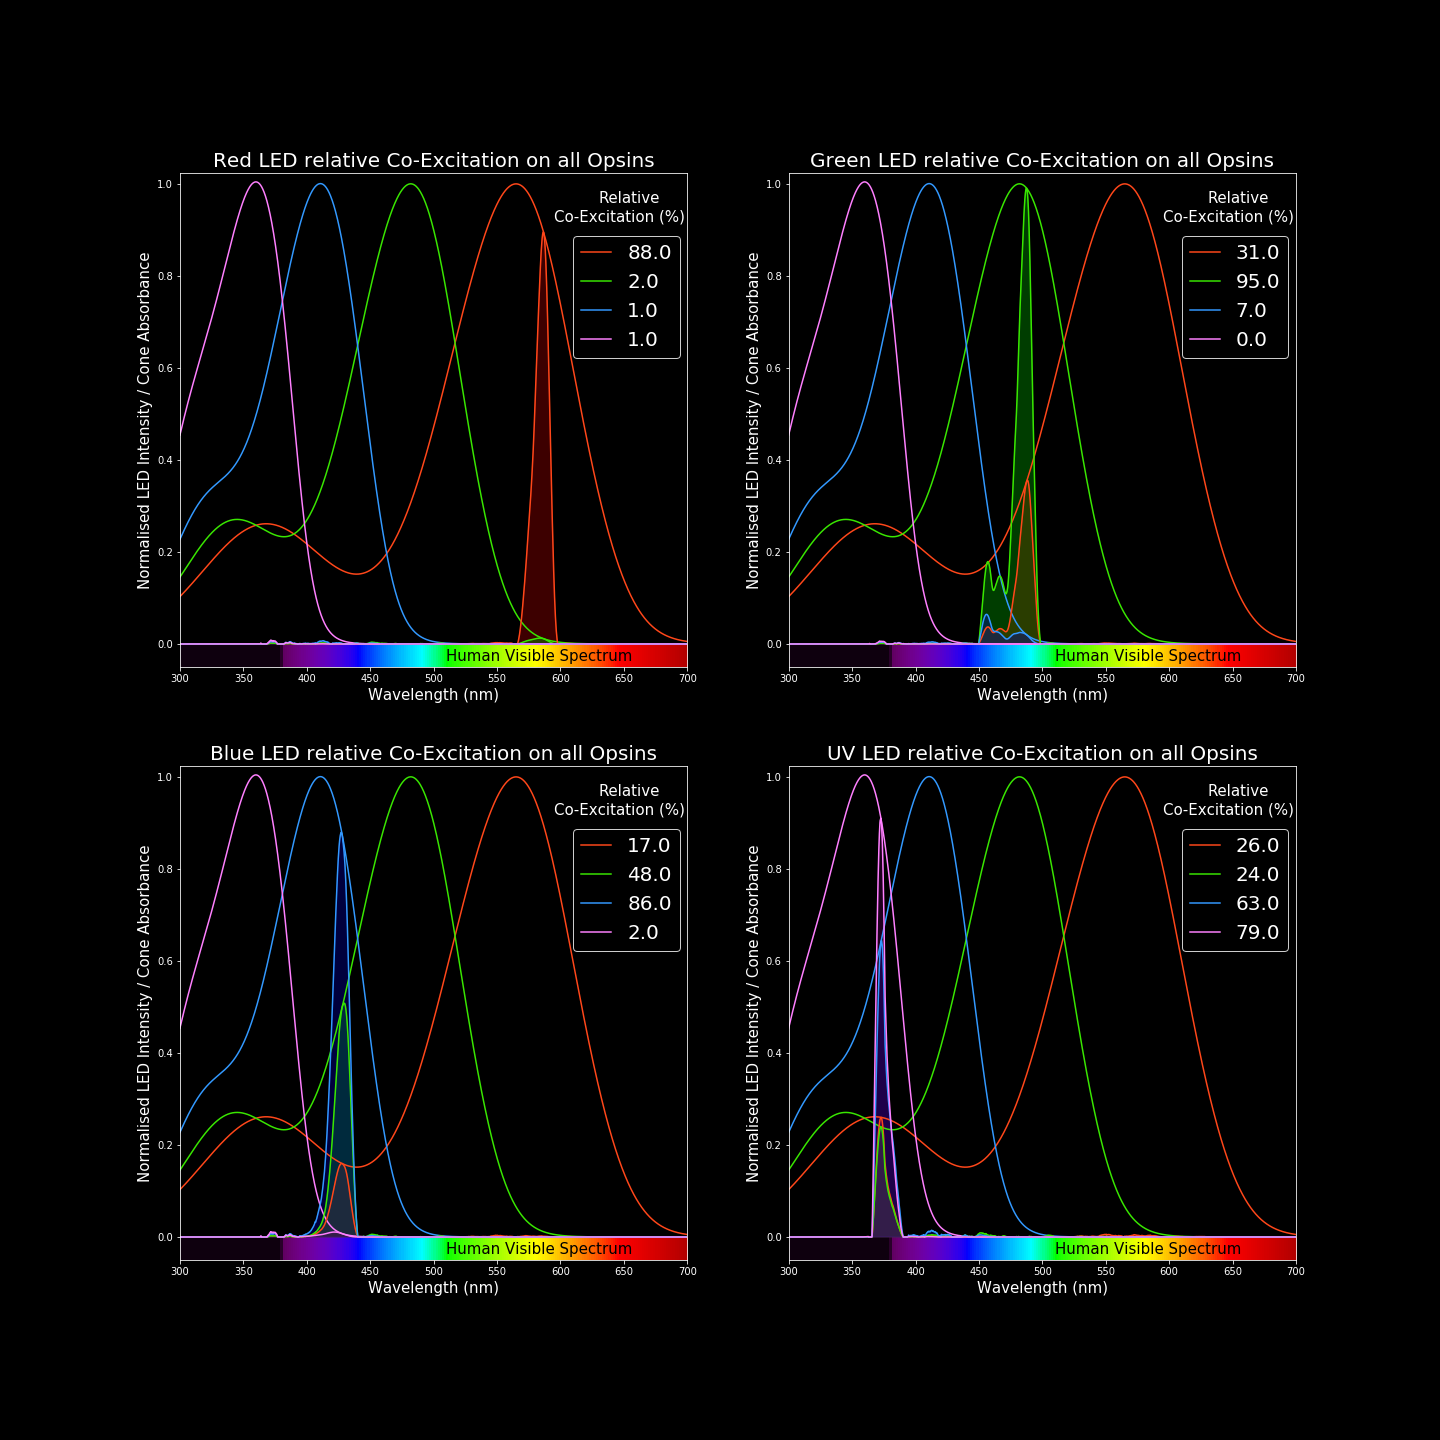 Red LED relative Co-Excitation on all Opsins
Relative
Co-Excitation (%)
88.0
2.0
1.0
1.0
Normalised LED Intensity / Cone Absorbance
1.0
0.8
0.6
0.4
0.2
0.0
Human Visible Spectrum
300 350 400 450 500 550 600 650 700
Wavelength (nm)
Green LED relative Co-Excitation on all Opsins
Relative
Co-Excitation (%)
31.0
95.0
7.0
0.0
Normalised LED Intensity / Cone Absorbance
1.0
0.8
0.6
0.4
0.2
0.0
Human Visible Spectrum
300 350 400 450 500 550 600 650 700
Wavelength (nm)
Blue LED relative Co-Excitation on all Opsins
Relative
Co-Excitation (%)
17.0
48.0
86.0
2.0
Normalised LED Intensity / Cone Absorbance
1.0
0.8
0.6
0.4
0.2
0.0
Human Visible Spectrum
300 350 400 450 500 550 600 650 700
Wavelength (nm)
UV LED relative Co-Excitation on all Opsins
Relative
Co-Excitation (%)
26.0
24.0
63.0
79.0
Normalised LED Intensity / Cone Absorbance
1.0
0.8
0.6
0.4
0.2
0.0
Human Visible Spectrum
300 350 400 450 500 550 600 650 700
Wavelength (nm)